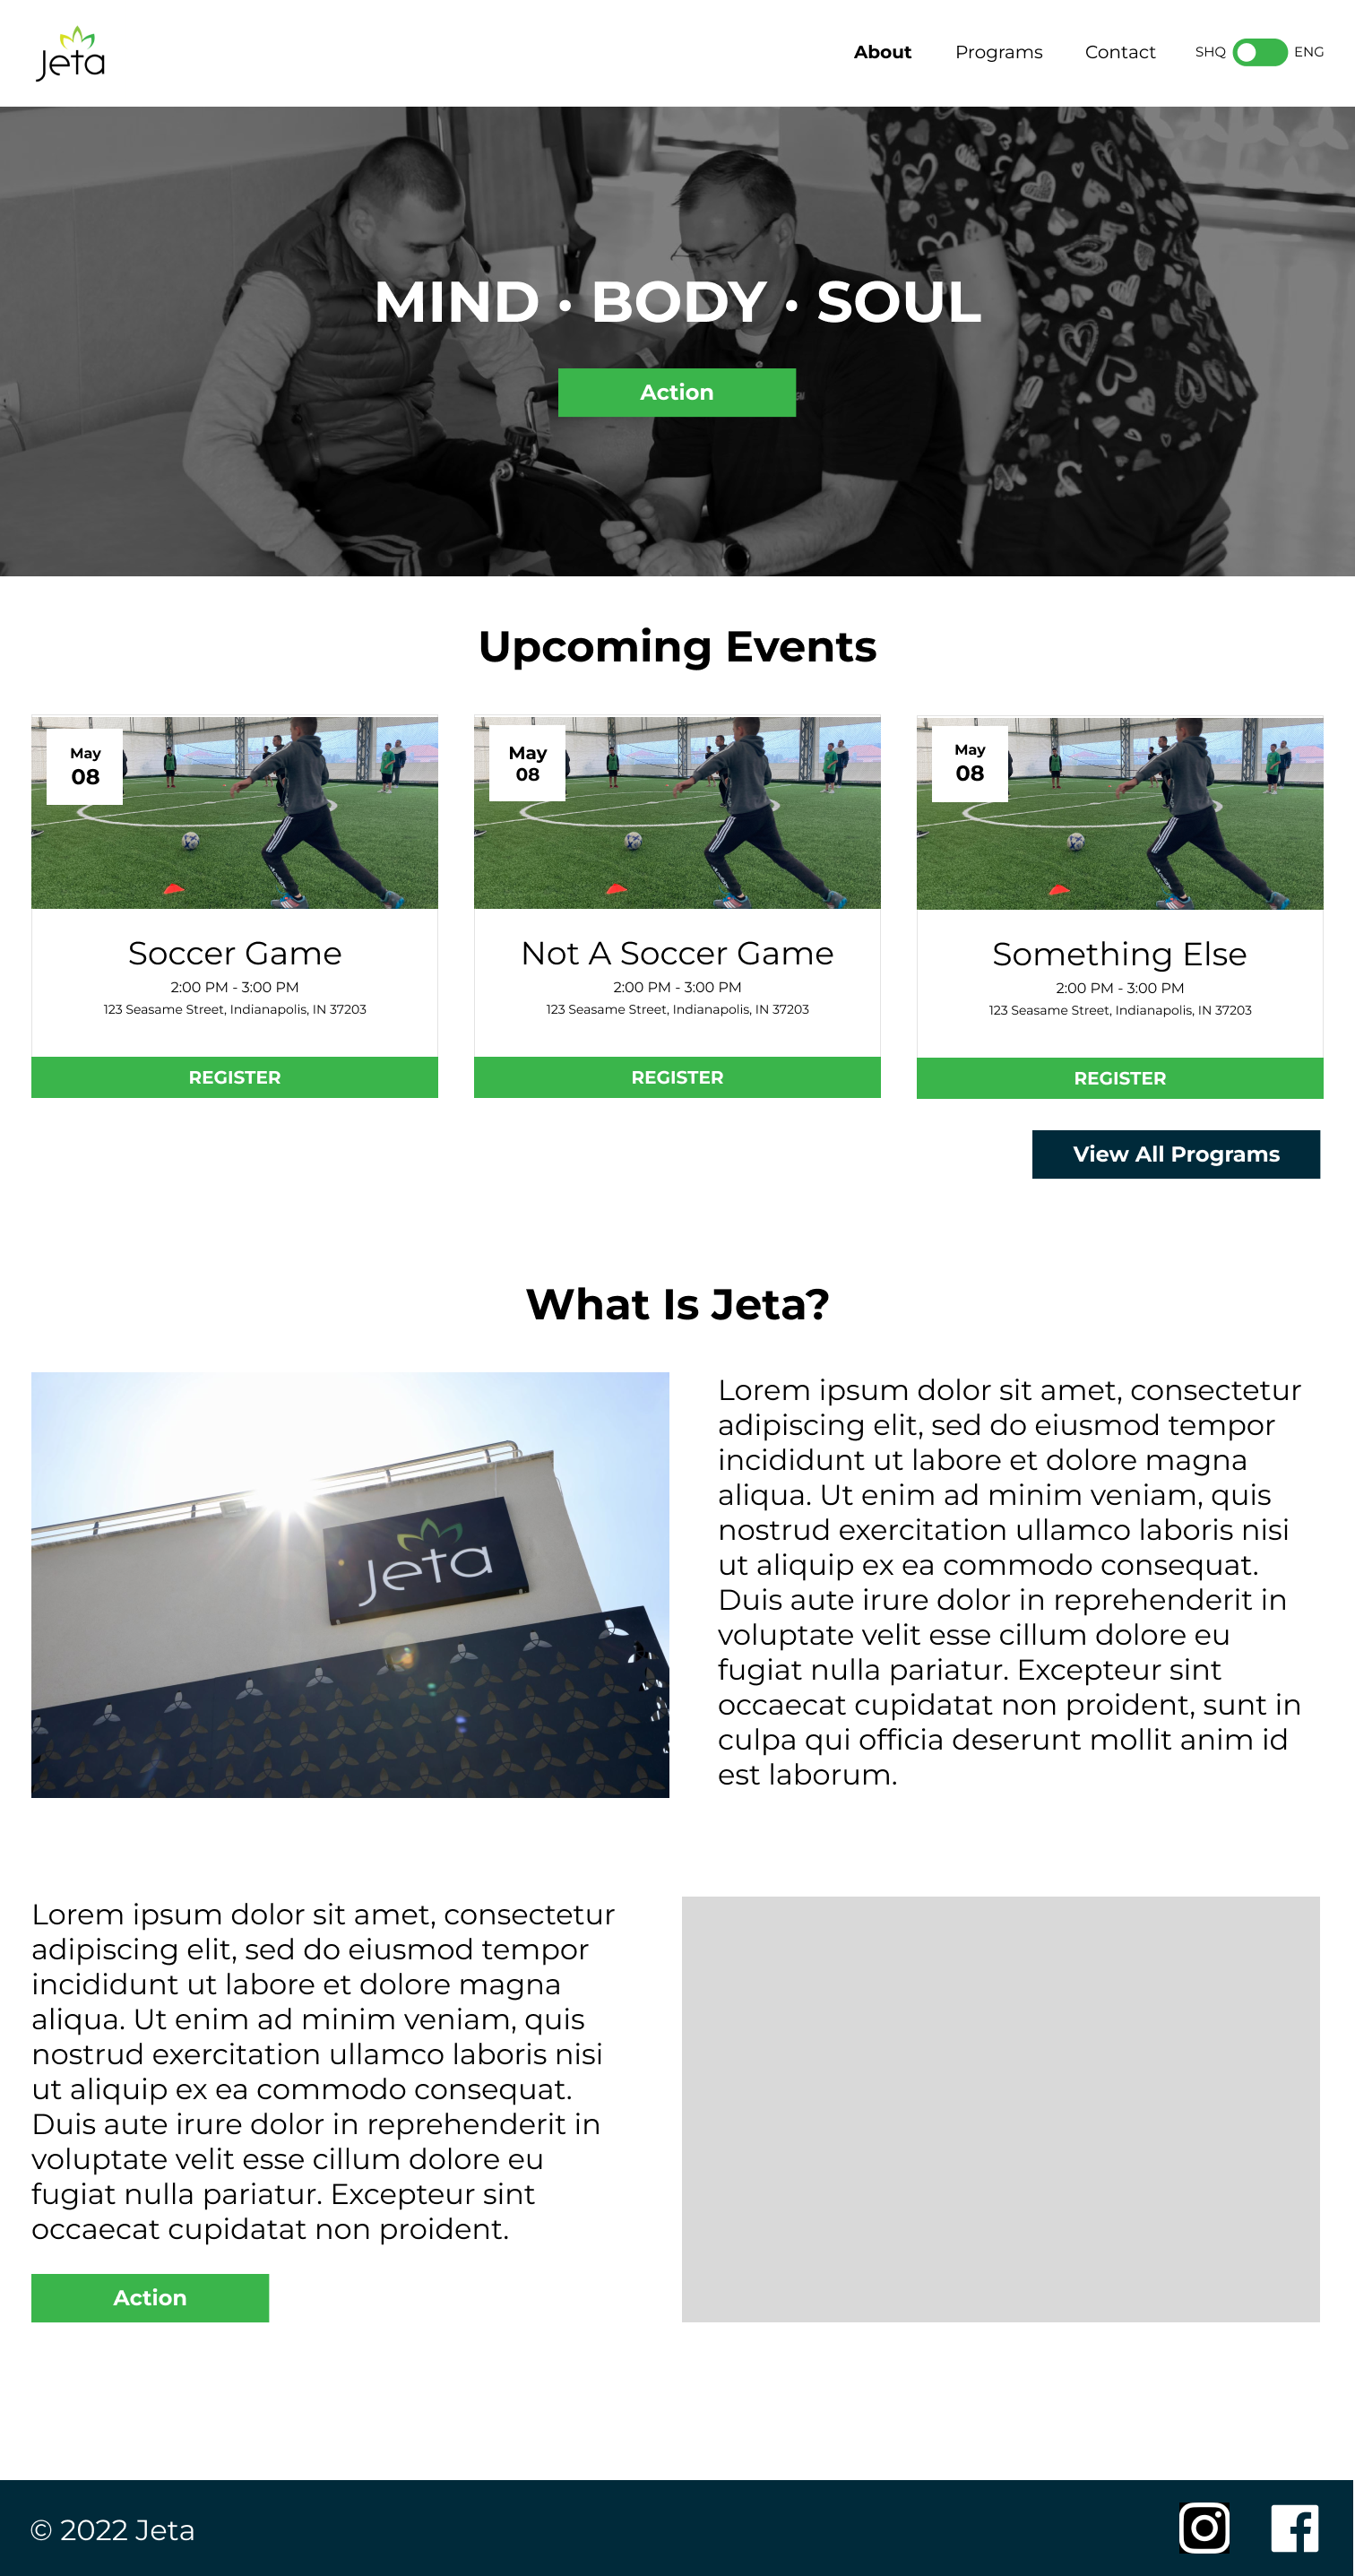 Jeta
About Programs Contact SHQ ENG
MIND · BODY · SOUL
Action
Upcoming Events
May
08
Soccer Game
2:00 PM - 3:00 PM
123 Seasame Street, Indianapolis, IN 37203
REGISTER
May
08
Not A Soccer Game
2:00 PM - 3:00 PM
123 Seasame Street, Indianapolis, IN 37203
REGISTER
May
08
Something Else
2:00 PM - 3:00 PM
123 Seasame Street, Indianapolis, IN 37203
REGISTER
View All Programs
What Is Jeta?
Jeta
Lorem ipsum dolor sit amet, consectetur
adipiscing elit, sed do eiusmod tempor
incididunt ut labore et dolore magna
aliqua. Ut enim ad minim veniam, quis
nostrud exercitation ullamco laboris nisi
ut aliquip ex ea commodo consequat.
Duis aute irure dolor in reprehenderit in
voluptate velit esse cillum dolore eu
fugiat nulla pariatur. Excepteur sint
occaecat cupidatat non proident, sunt in
culpa qui officia deserunt mollit anim id
est laborum.
Lorem ipsum dolor sit amet, consectetur
adipiscing elit, sed do eiusmod tempor
incididunt ut labore et dolore magna
aliqua. Ut enim ad minim veniam, quis
nostrud exercitation ullamco laboris nisi
ut aliquip ex ea commodo consequat.
Duis aute irure dolor in reprehenderit in
voluptate velit esse cillum dolore eu
fugiat nulla pariatur. Excepteur sint
occaecat cupidatat non proident.
Action
© 2022 Jeta